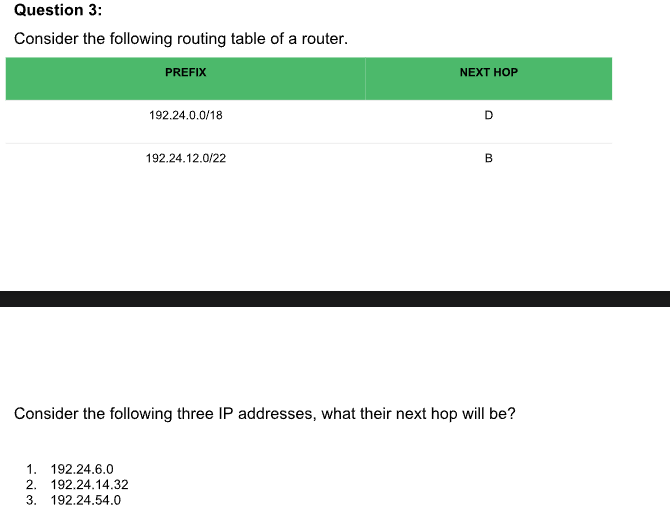 Question 3:
Consider the following routing table of a router.
PREFIX NEXT HOP
192.24.0.0/18 D
192.24.12.0/22 B
Consider the following three IP addresses, what their next hop will be?
1. 192.24.6.0
2. 192.24.14.32
3. 192.24.54.0